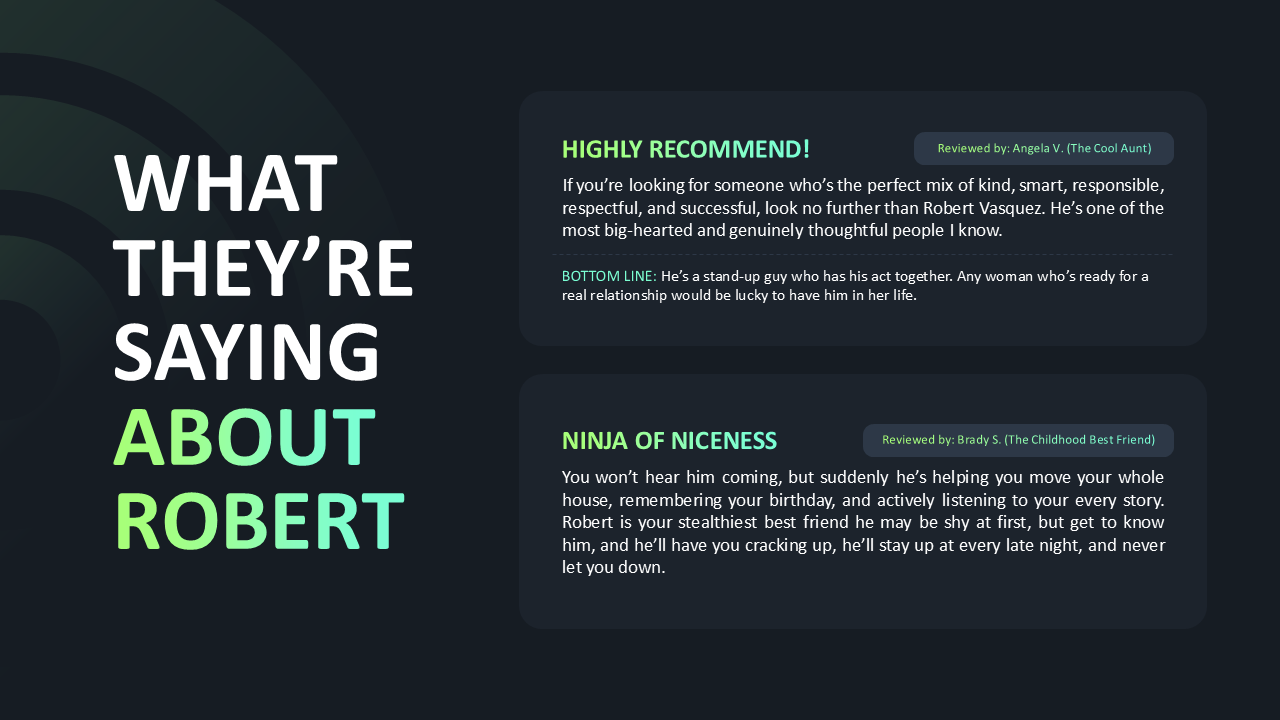 WHAT
THEY’RE
SAYING
ABOUT
ROBERT
HIGHLY RECOMMEND!
Reviewed by: Angela V. (The Cool Aunt)
If you’re looking for someone who’s the perfect mix of kind, smart, responsible,
respectful, and successful, look no further than Robert Vasquez. He’s one of the
most big-hearted and genuinely thoughtful people I know.
BOTTOM LINE: He’s a stand-up guy who has his act together. Any woman who’s ready for a
real relationship would be lucky to have him in her life.
NINJA OF NICENESS
Reviewed by: Brady S. (The Childhood Best Friend)
You won’t hear him coming, but suddenly he’s helping you move your whole
house, remembering your birthday, and actively listening to your every story.
Robert is your stealthiest best friend he may be shy at first, but get to know
him, and he’ll have you cracking up, he’ll stay up at every late night, and never
let you down.